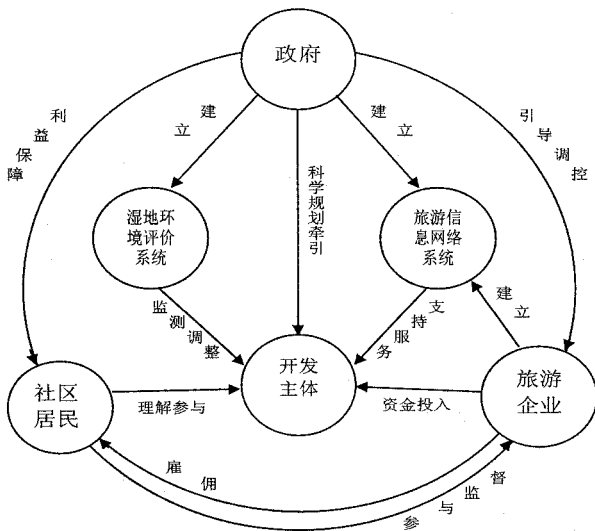 政府
利益保障
建立
科学规划牵引
建立
引导调控
湿地环
境评价
系统
旅游信
息网络
系统
监测调整
支持服务
建立
社区
居民
理解参与
开发
主体
资金投入
旅游
企业
雇佣
参与监督